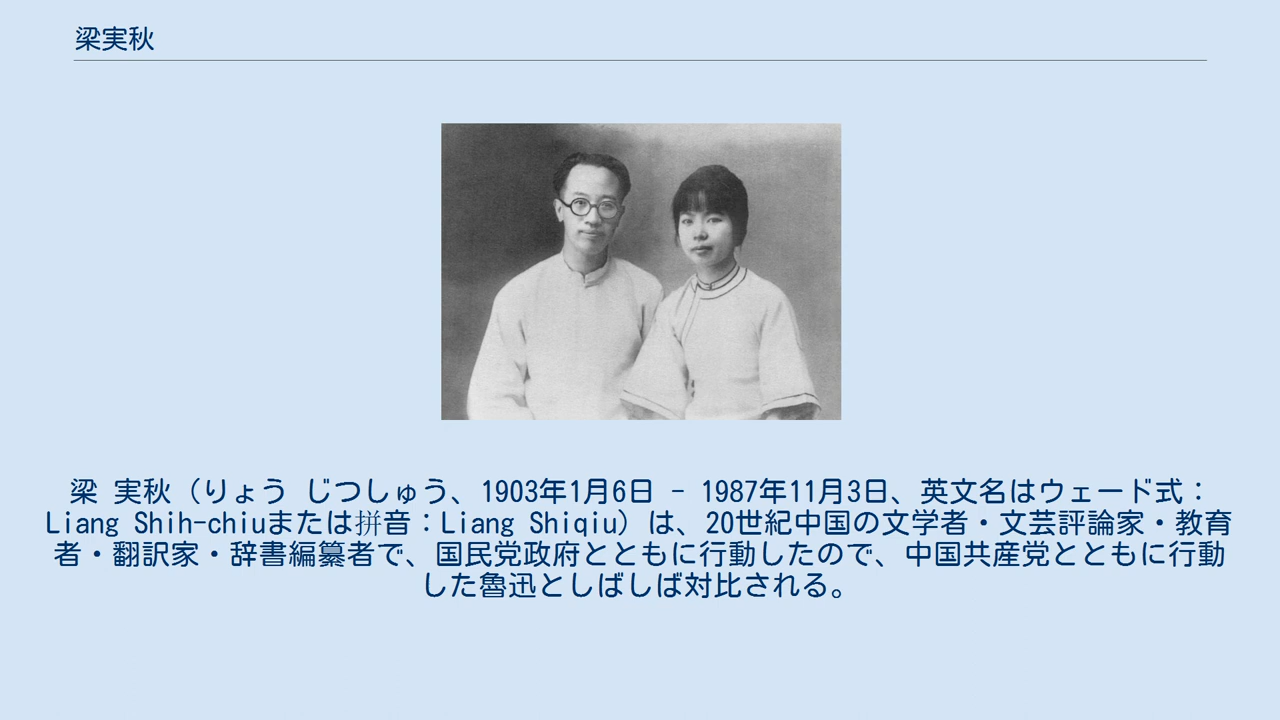 梁実秋
梁 実秋（りょう じつしゅう、1903年1月6日 - 1987年11月3日、英文名はウェード式：
Liang Shih-chiuまたは拼音：Liang Shiqiu）は、20世紀中国の文学者・文芸評論家・教育
者・翻訳家・辞書編纂者で、国民党政府とともに行動したので、中国共産党とともに行動
した魯迅としばしば対比される。